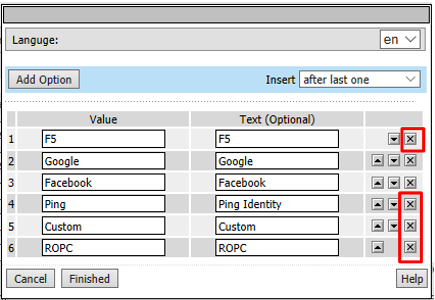 Languge: en
Add Option Insert after last one
Value Text (Optional)
1 F5 F5
2 Google Google
3 Facebook Facebook
4 Ping Ping Identity
5 Custom Custom
6 ROPC ROPC
Cancel Finished Help